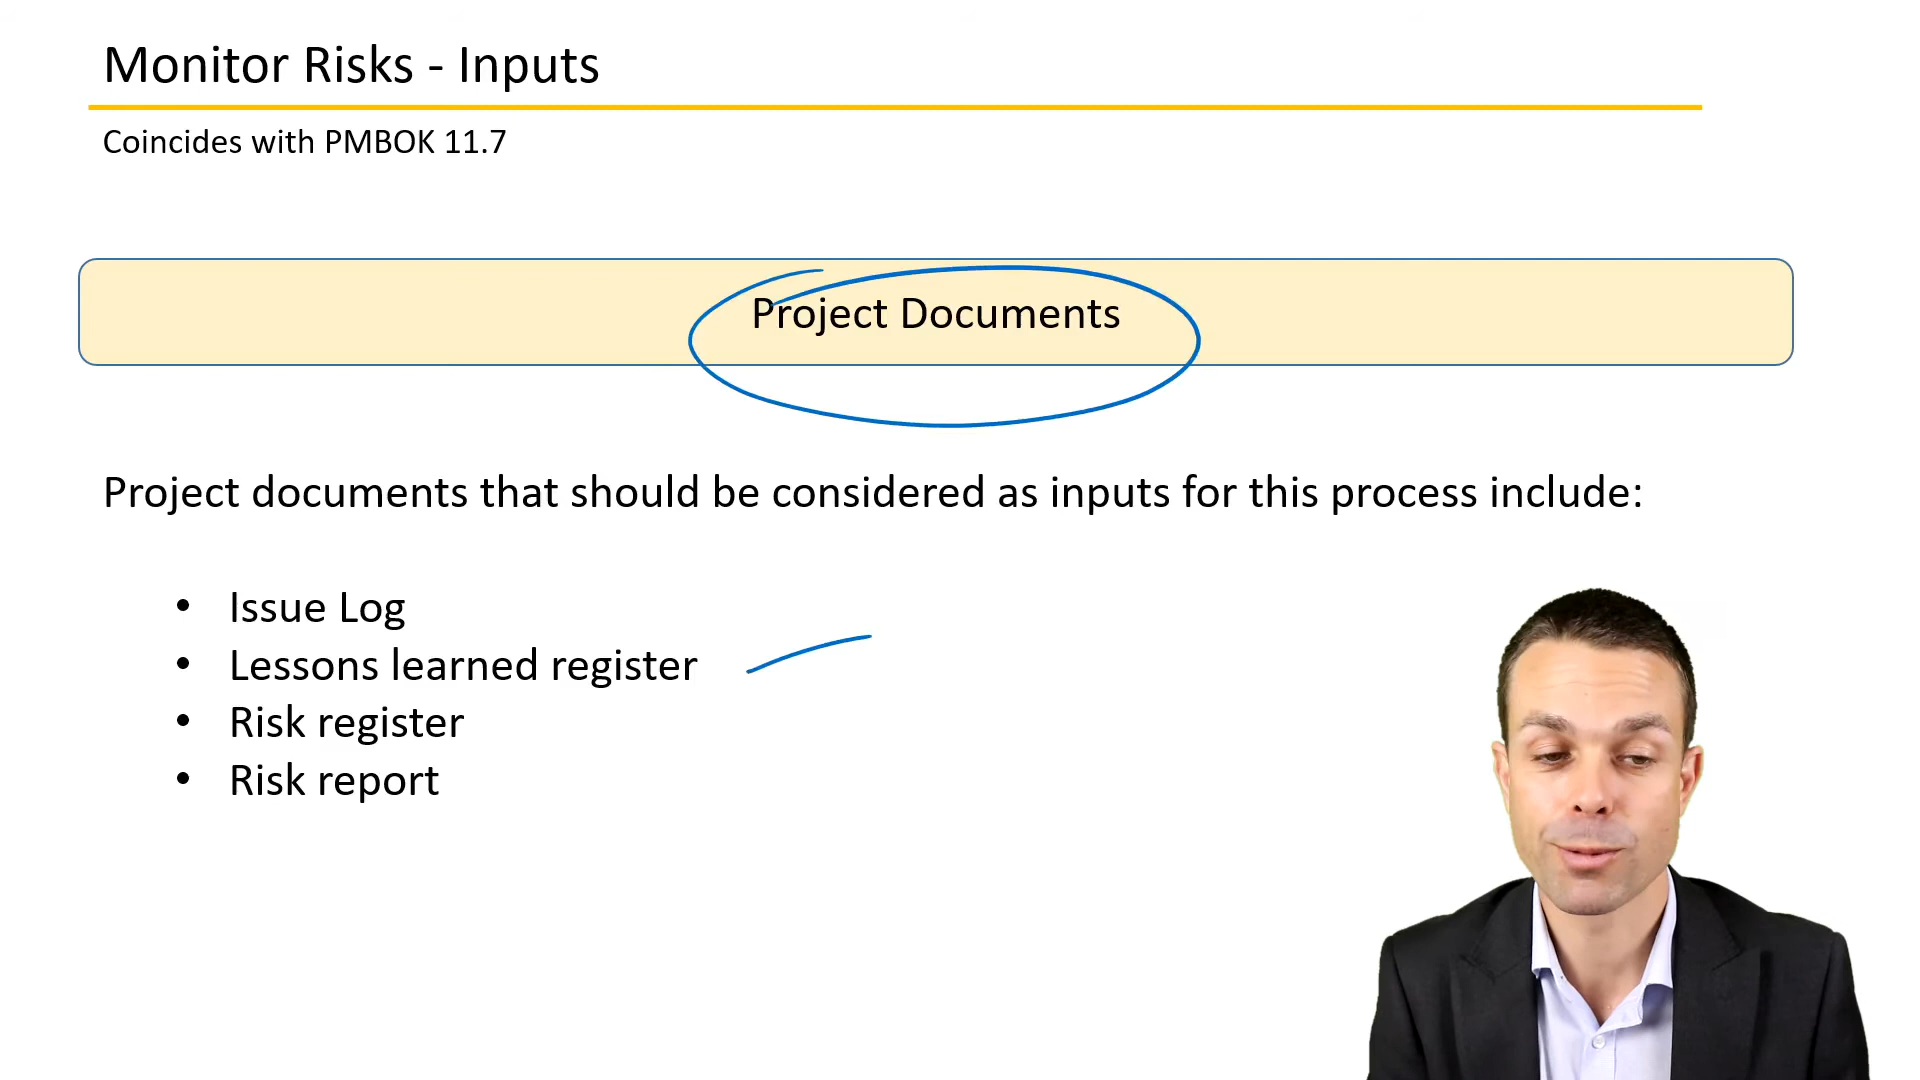 Monitor Risks - Inputs
Coincides with PMBOK 11.7
Project Documents
Project documents that should be considered as inputs for this process include:
• Issue Log
• Lessons learned register
• Risk register
• Risk report